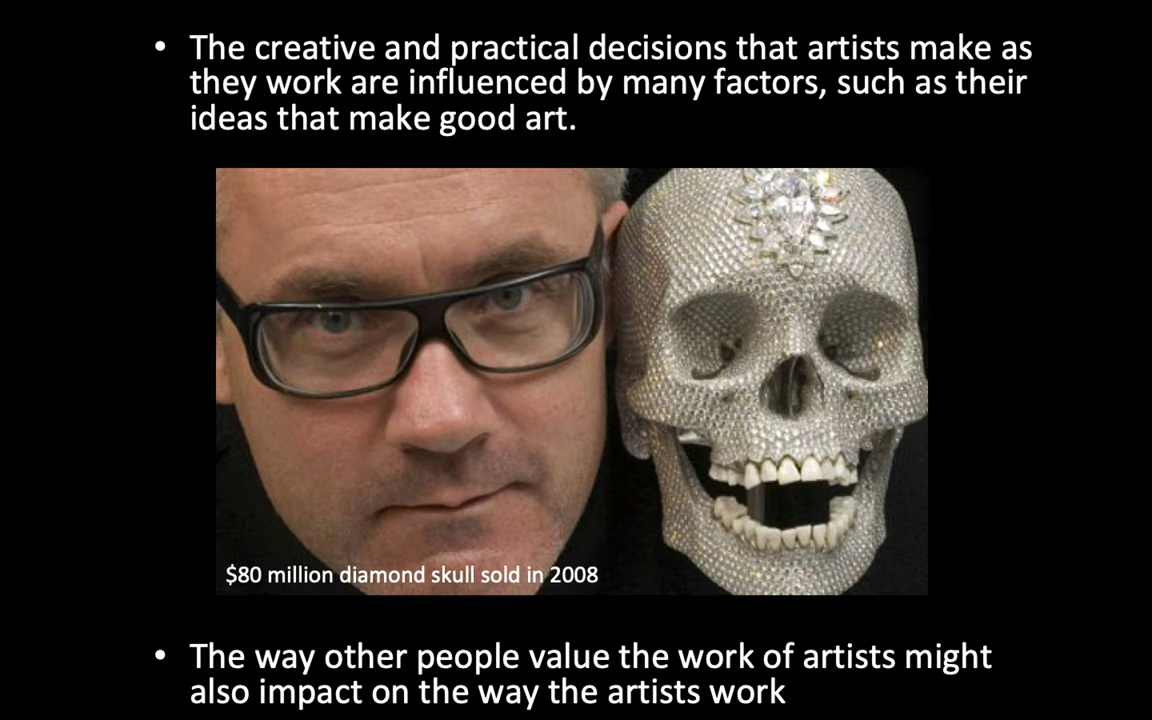 • The creative and practical decisions that artists make as
they work are influenced by many factors, such as their
ideas that make good art.
$80 million diamond skull sold in 2008
• The way other people value the work of artists might
also impact on the way the artists work